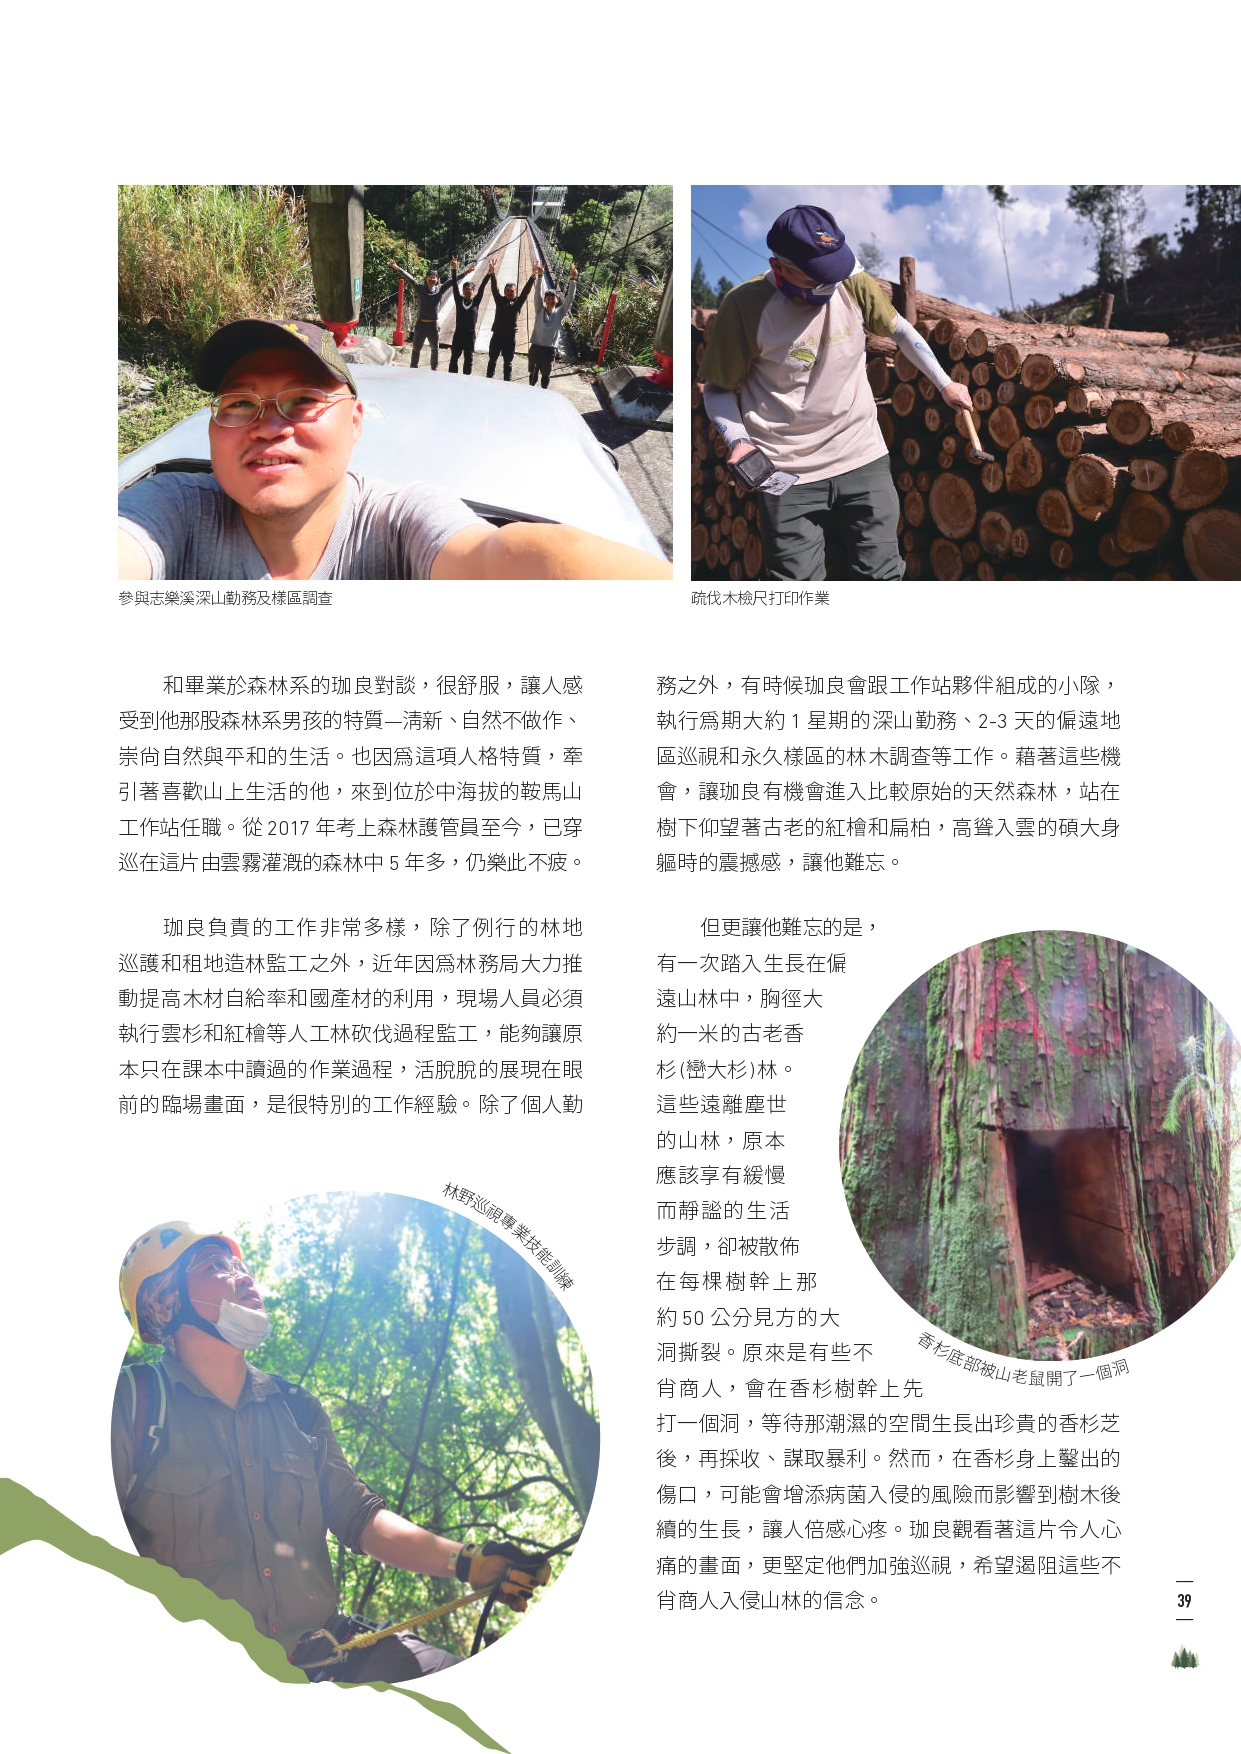 參與志樂溪深山勤務及樣區調查
疏伐木檢尺打印作業
和畢業於森林系的珈良對談，很舒服，讓人感
受到他那股森林系男孩的特質—清新、自然不做作、
崇尚自然與平和的生活。也因為這項人格特質，牽
引著喜歡山上生活的他，來到位於中海拔的鞍馬山
工作站任職。從 2017 年考上森林護管員至今，已穿
巡在這片由雲霧灌溉的森林中 5 年多，仍樂此不疲。
珈良負責的工作非常多樣，除了例行的林地
巡護和租地造林監工之外，近年因為林務局大力推
動提高木材自給率和國產材的利用，現場人員必須
執行雲杉和紅檜等人工林砍伐過程監工，能夠讓原
本只在課本中讀過的作業過程，活脫脫的展現在眼
前的臨場畫面，是很特別的工作經驗。除了個人勤
林野巡視專業技能訓練
務之外，有時候珈良會跟工作站夥伴組成的小隊，
執行為期大約 1 星期的深山勤務、2-3 天的偏遠地
區巡視和永久樣區的林木調查等工作。藉著這些機
會，讓珈良有機會進入比較原始的天然森林，站在
樹下仰望著古老的紅檜和扁柏，高聳入雲的碩大身
軀時的震撼感，讓他難忘。
但更讓他難忘的是，
有一次踏入生長在偏
遠山林中，胸徑大
約一米的古老香
杉(巒大杉)林。
這些遠離塵世
的山林，原本
應該享有緩慢
而靜謐的生活
步調，卻被散佈
在每棵樹幹上那
約 50 公分見方的大
洞撕裂。原來是有些不
肖商人，會在香杉樹幹上先
打一個洞，等待那潮濕的空間生長出珍貴的香杉芝
後，再採收、謀取暴利。然而，在香杉身上鑿出的
傷口，可能會增添病菌入侵的風險而影響到樹木後
續的生長，讓人倍感心疼。珈良觀看著這片令人心
痛的畫面，更堅定他們加強巡視，希望遏阻這些不
肖商人入侵山林的信念。
香杉底部被山老鼠開了一個洞
39